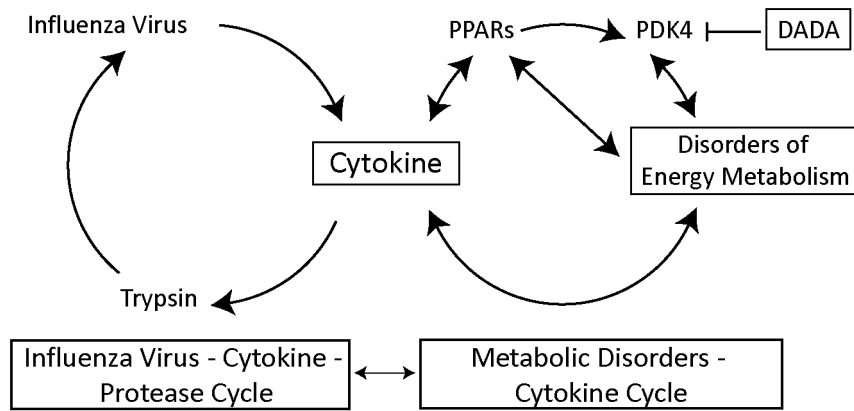 Influenza Virus
PPARs
PDK4
DADA
Cytokine
Disorders of
Energy Metabolism
Trypsin
Influenza Virus - Cytokine -
Protease Cycle
Metabolic Disorders -
Cytokine Cycle